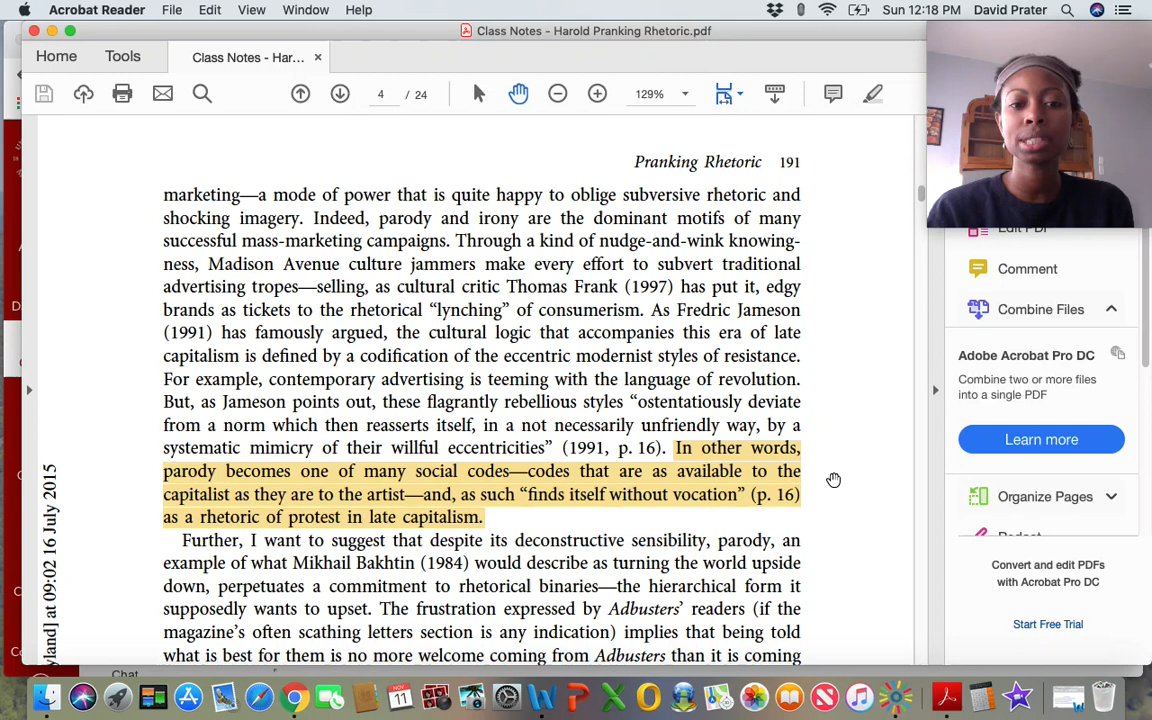 Acrobat Reader File Edit View Window Help Sun 12:18 PM David Prater
Class Notes - Harold Pranking Rhetoric.pdf
Home Tools Class Notes - Har... ×
4 / 24 129%
Pranking Rhetoric 191
marketing—a mode of power that is quite happy to oblige subversive rhetoric and
shocking imagery. Indeed, parody and irony are the dominant motifs of many
successful mass-marketing campaigns. Through a kind of nudge-and-wink knowing-
ness, Madison Avenue culture jammers make every effort to subvert traditional
advertising tropes—selling, as cultural critic Thomas Frank (1997) has put it, edgy
brands as tickets to the rhetorical “lynching” of consumerism. As Fredric Jameson
(1991) has famously argued, the cultural logic that accompanies this era of late
capitalism is defined by a codification of the eccentric modernist styles of resistance.
For example, contemporary advertising is teeming with the language of revolution.
But, as Jameson points out, these flagrantly rebellious styles “ostentatiously deviate
from a norm which then reasserts itself, in a not necessarily unfriendly way, by a
systematic mimicry of their willful eccentricities” (1991, p. 16). In other words,
parody becomes one of many social codes—codes that are as available to the
capitalist as they are to the artist—and, as such “finds itself without vocation” (p. 16)
as a rhetoric of protest in late capitalism.
Further, I want to suggest that despite its deconstructive sensibility, parody, an
example of what Mikhail Bakhtin (1984) would describe as turning the world upside
down, perpetuates a commitment to rhetorical binaries—the hierarchical form it
supposedly wants to upset. The frustration expressed by Adbusters’ readers (if the
magazine’s often scathing letters section is any indication) implies that being told
what is best for them is no more welcome coming from Adbusters than it is coming
yland] at 09:02 16 July 2015
Edit PDF
Comment
Combine Files
Adobe Acrobat Pro DC
Combine two or more files
into a single PDF
Learn more
Organize Pages
Redact
Convert and edit PDFs
with Acrobat Pro DC
Start Free Trial
Chat
NOV
11